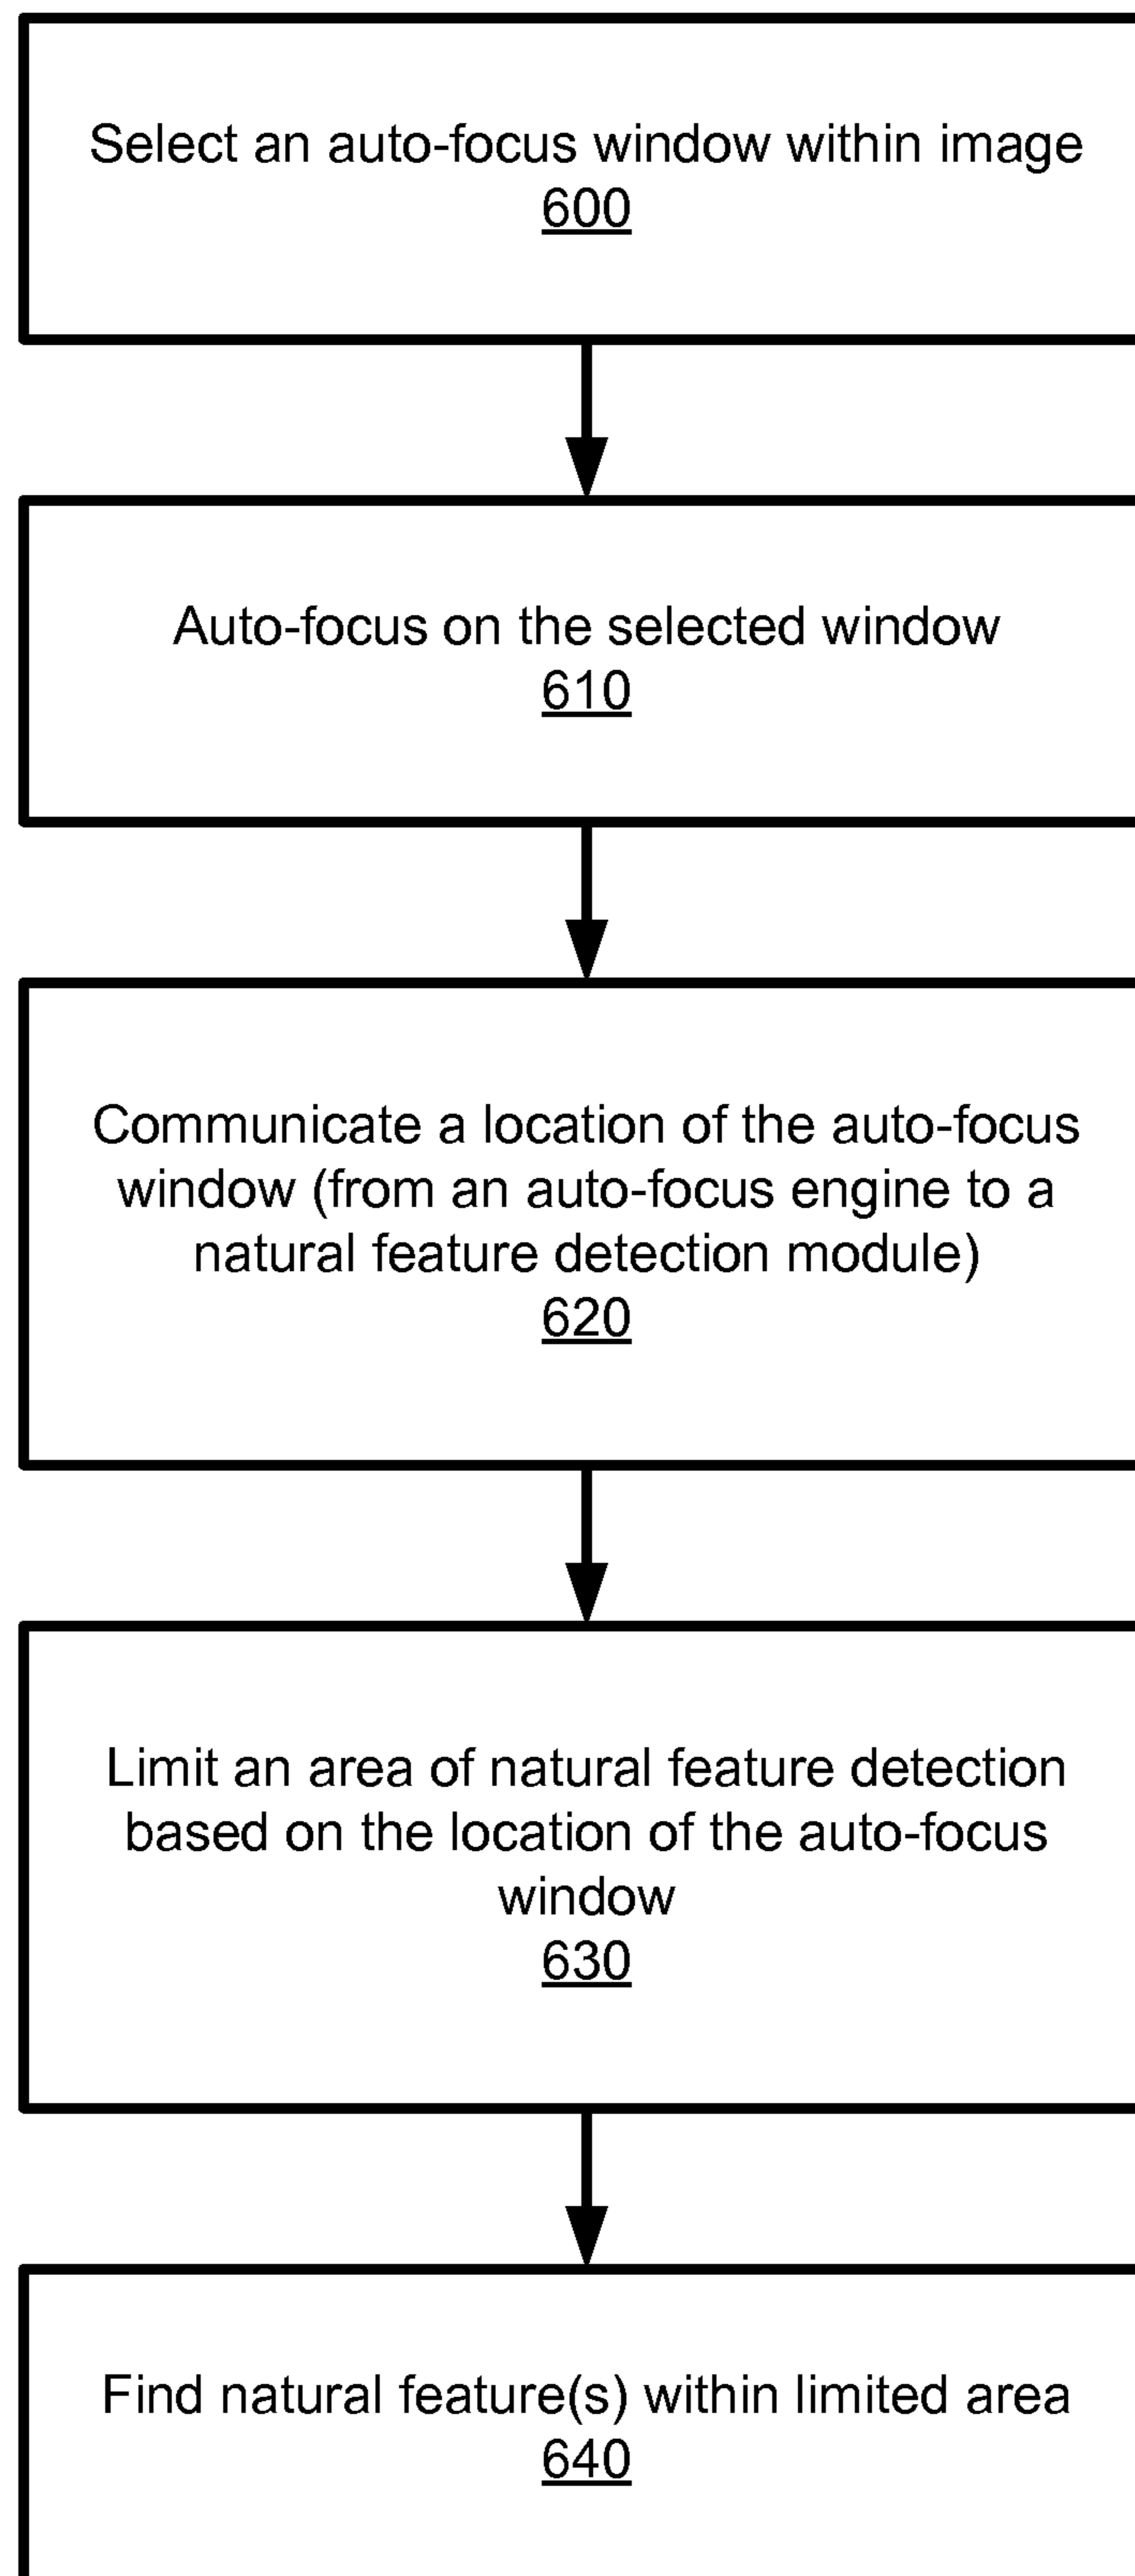 Select an auto-focus window within image
600
Auto-focus on the selected window
610
Communicate a location of the auto-focus
window (from an auto-focus engine to a
natural feature detection module)
620
Limit an area of natural feature detection
based on the location of the auto-focus
window
630
Find natural feature(s) within limited area
640